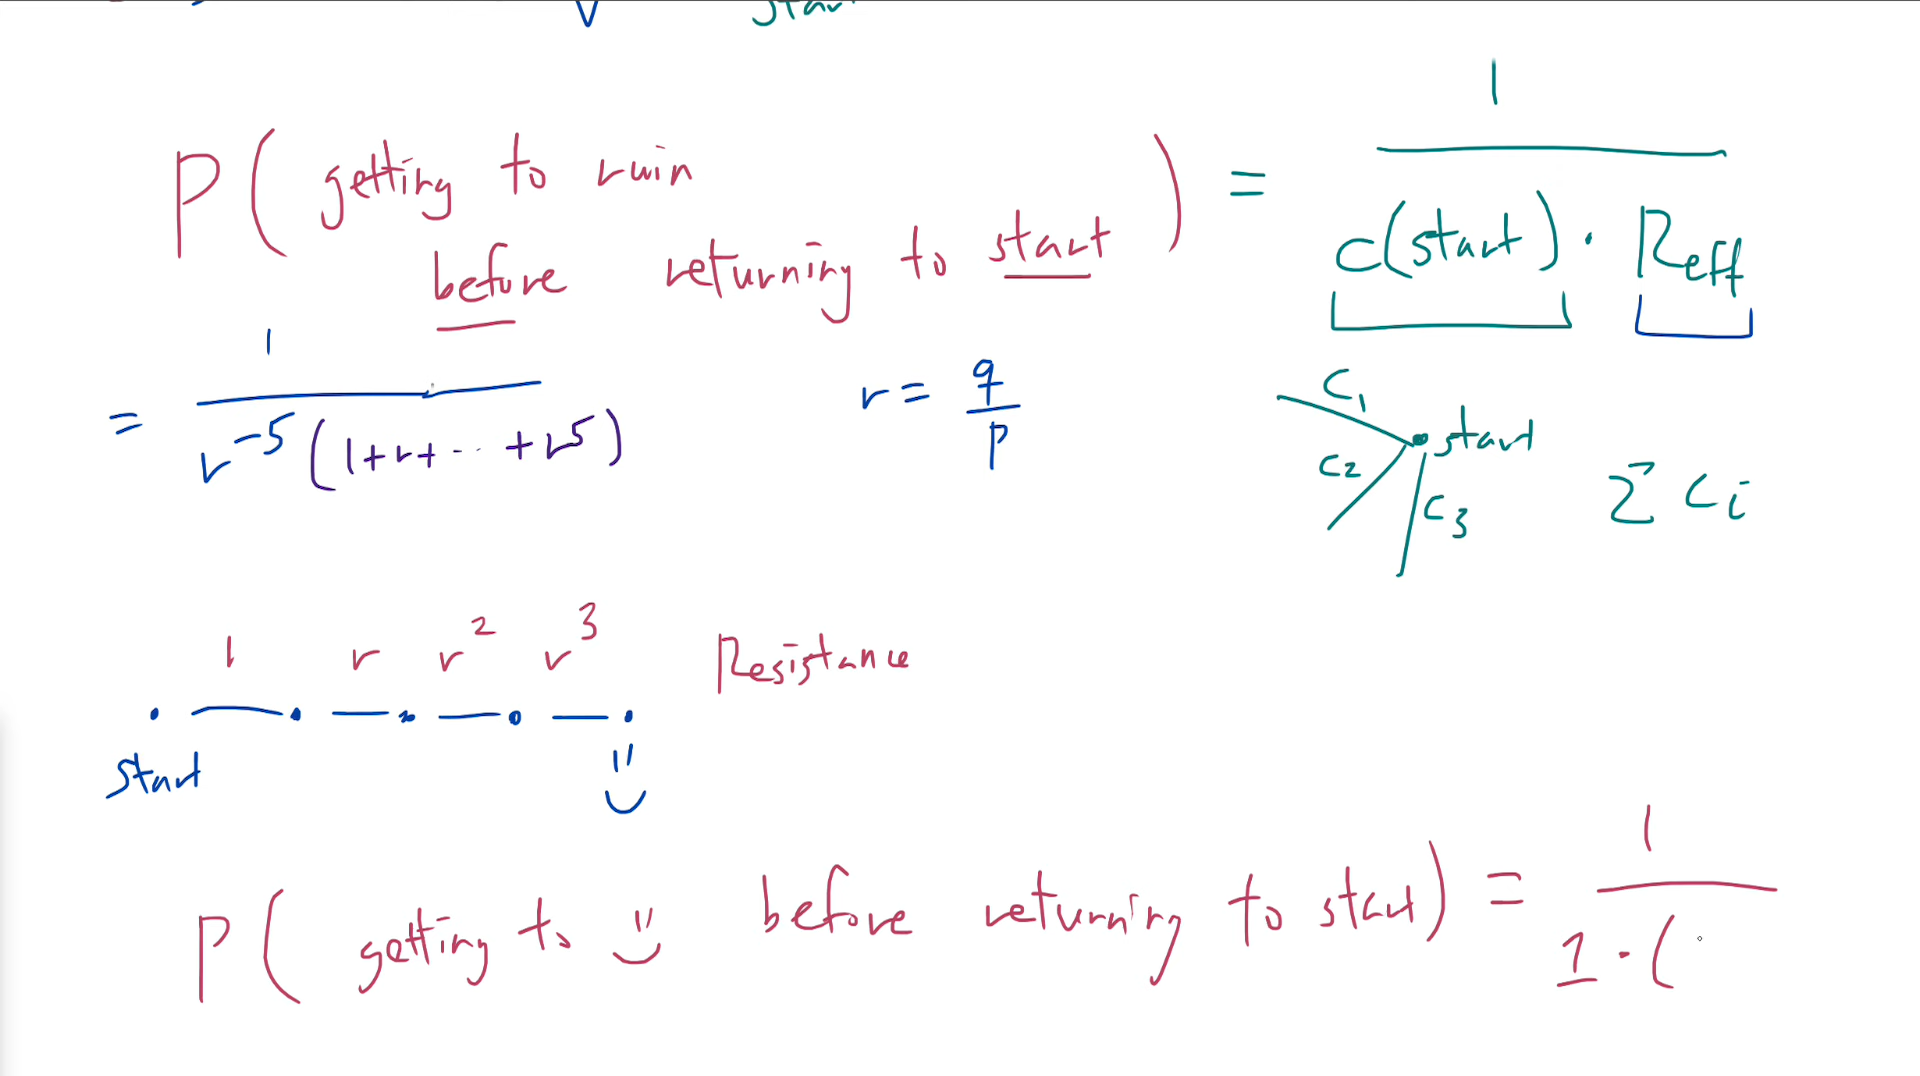 P( getting to ruin
before returning to start ) = 1 / c(start) · Reff
= 1 / r^-5 (1+r+ ... +r^5)
r = q / p
c1
c2
c3
start
Σ ci
1 r r^2 r^3 Resistance
start
P( getting to before returning to start) = 1 / 1 · (